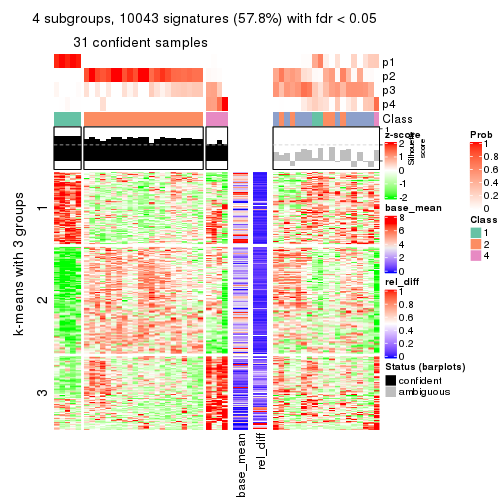 4 subgroups, 10043 signatures (57.8%) with fdr < 0.05
31 confident samples
p1
p2
p3
p4
Class
1
Silhouette
score
k-means with 3 groups
1
2
3
base_mean
rel_diff
z-score
2
1
0
-1
-2
base_mean
8
6
4
2
0
rel_diff
1
0.8
0.6
0.4
0.2
0
Status (barplots)
confident
ambiguous
Prob
1
0.8
0.6
0.4
0.2
0
Class
1
2
4